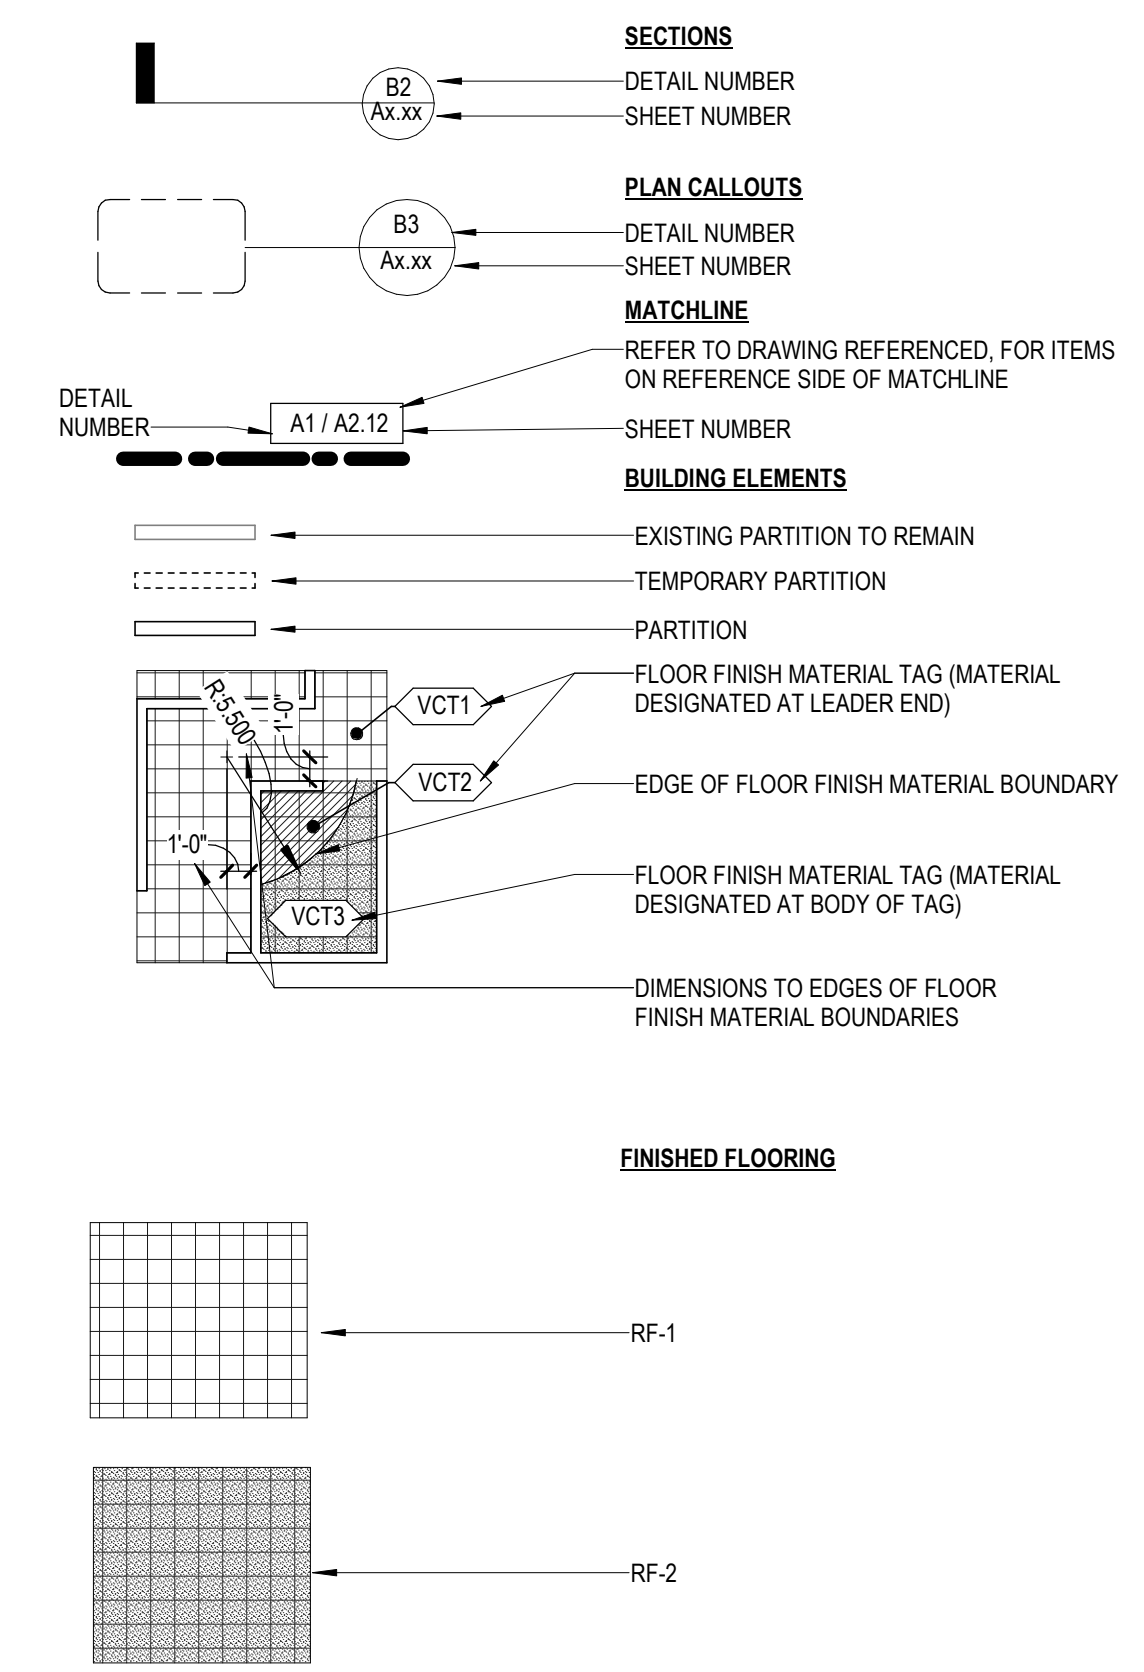 SECTIONS
B2
DETAIL NUMBER
Ax.xx
SHEET NUMBER
PLAN CALLOUTS
B3
DETAIL NUMBER
Ax.xx
SHEET NUMBER
MATCHLINE
REFER TO DRAWING REFERENCED, FOR ITEMS
ON REFERENCE SIDE OF MATCHLINE
DETAIL
NUMBER
A1 / A2.12
SHEET NUMBER
BUILDING ELEMENTS
EXISTING PARTITION TO REMAIN
TEMPORARY PARTITION
PARTITION
FLOOR FINISH MATERIAL TAG (MATERIAL
DESIGNATED AT LEADER END)
R:5.500
1'-0"
VCT1
VCT2
EDGE OF FLOOR FINISH MATERIAL BOUNDARY
1'-0"
FLOOR FINISH MATERIAL TAG (MATERIAL
DESIGNATED AT BODY OF TAG)
VCT3
DIMENSIONS TO EDGES OF FLOOR
FINISH MATERIAL BOUNDARIES
FINISHED FLOORING
RF-1
RF-2